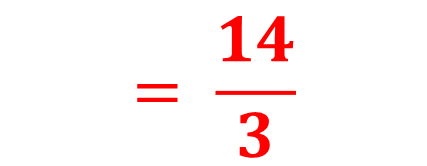 = 14/3